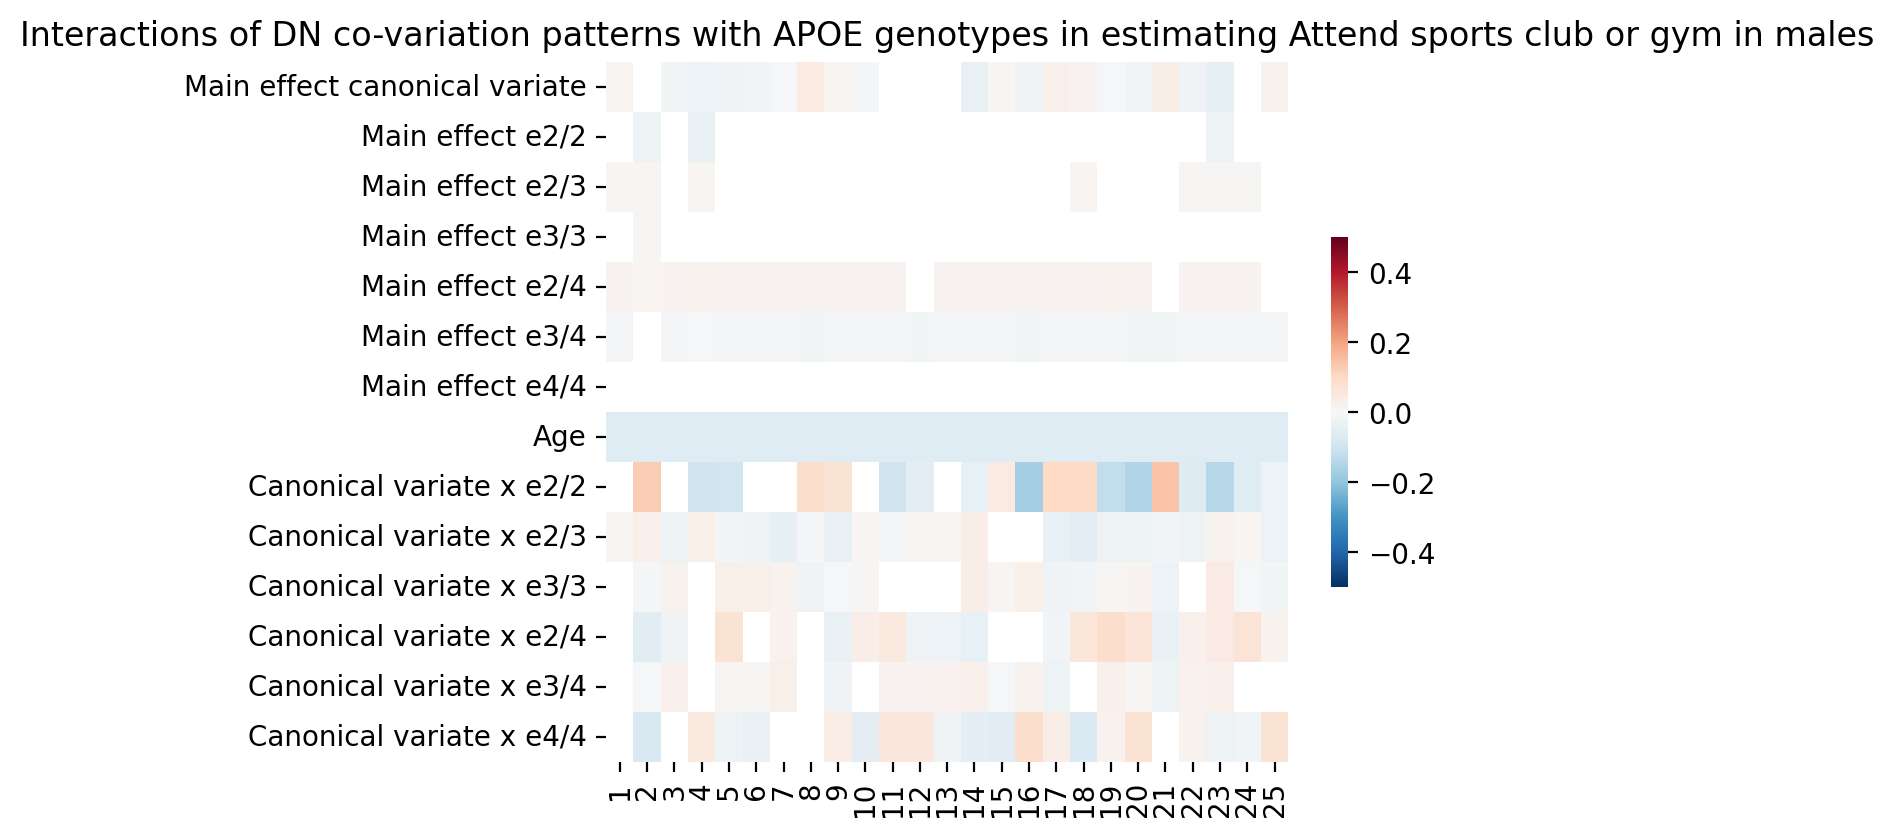 Interactions of DN co-variation patterns with APOE genotypes in estimating Attend sports club or gym in males
Main effect canonical variate
Main effect e2/2
Main effect e2/3
Main effect e3/3
Main effect e2/4
Main effect e3/4
Main effect e4/4
Age
Canonical variate x e2/2
Canonical variate x e2/3
Canonical variate x e3/3
Canonical variate x e2/4
Canonical variate x e3/4
Canonical variate x e4/4
1
2
3
4
5
6
7
8
9
10
11
12
13
14
15
16
17
18
19
20
21
22
23
24
25
0.4
0.2
0.0
−0.2
−0.4